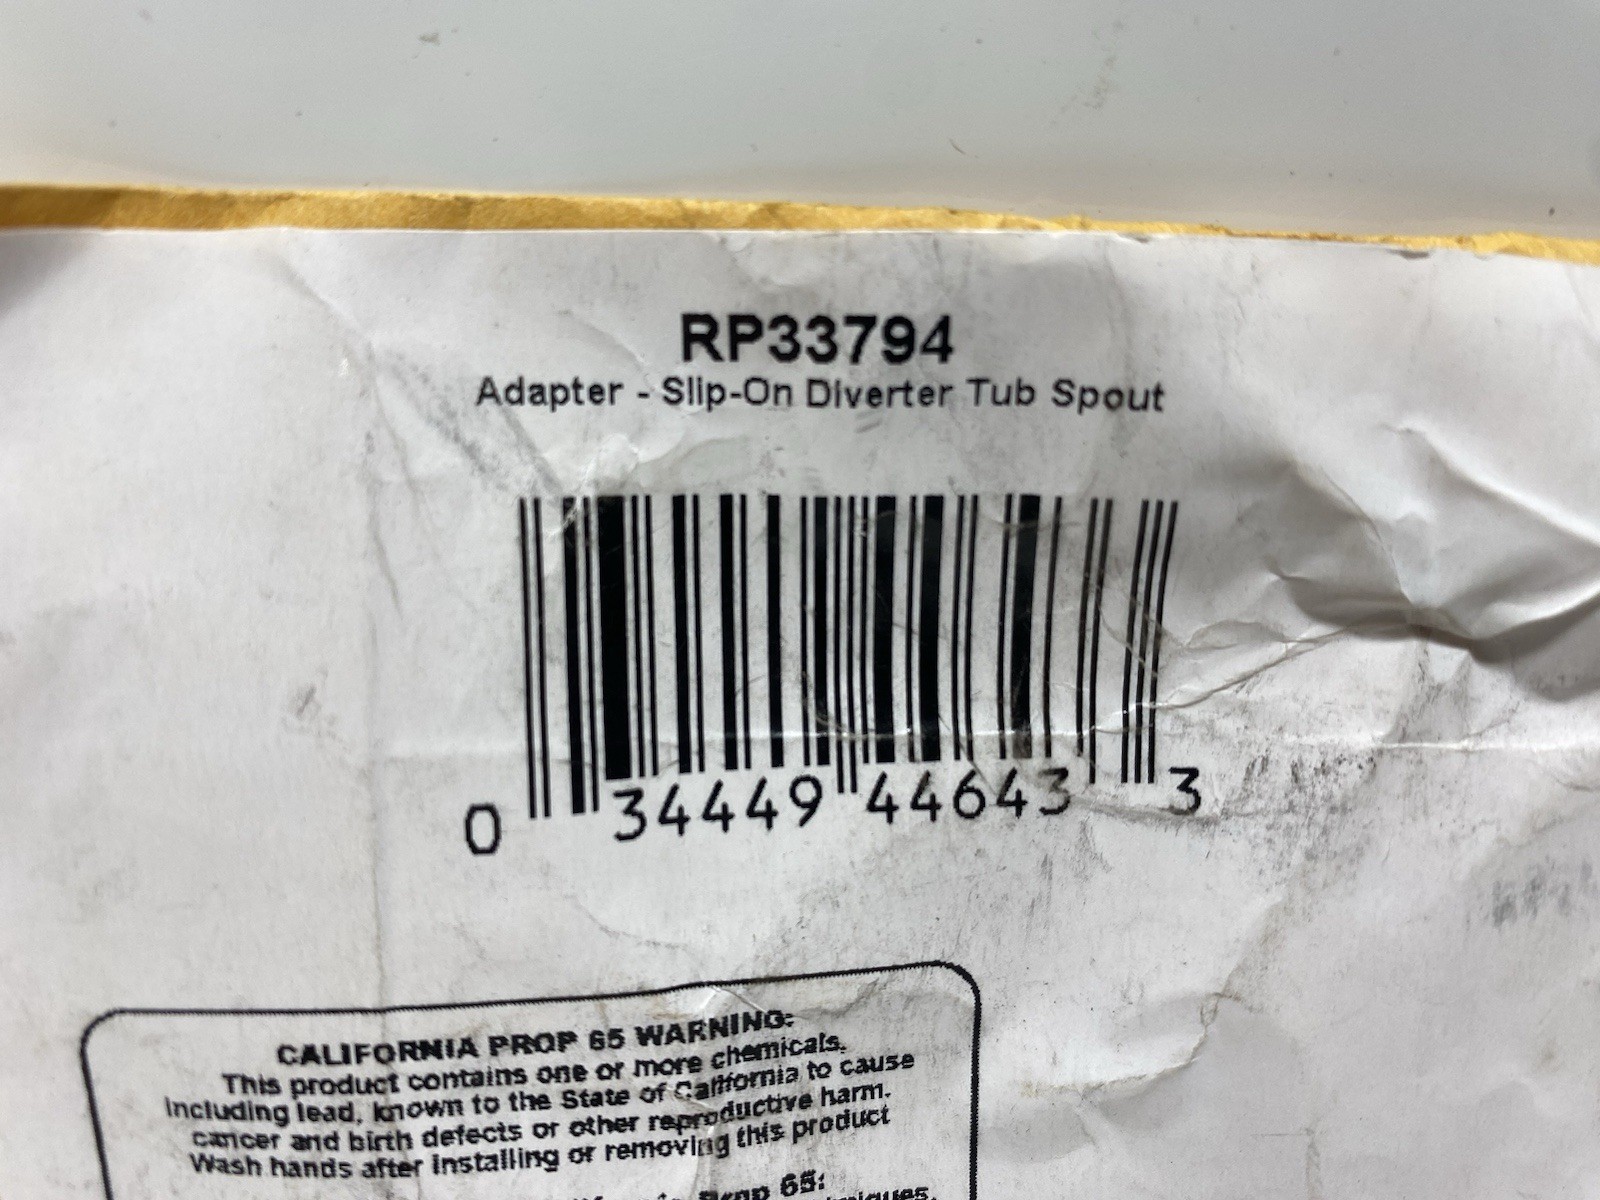 RP33794
Adapter - Slip-On Diverter Tub Spout
0 34449 44643 3
CALIFORNIA PROP 65 WARNING:
This product contains one or more chemicals,
including lead, known to the State of California to cause
cancer and birth defects or other reproductive harm.
Wash hands after installing or removing this product
Prop 65: